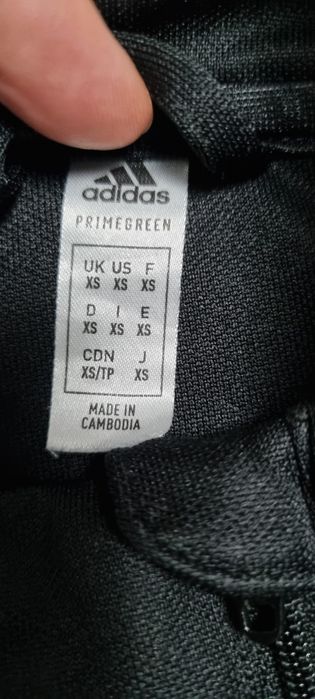 adidas
PRIMEGREEN
UK US F
XS XS XS
D I E
XS XS XS
CDN J
XS/TP XS
MADE IN
CAMBODIA